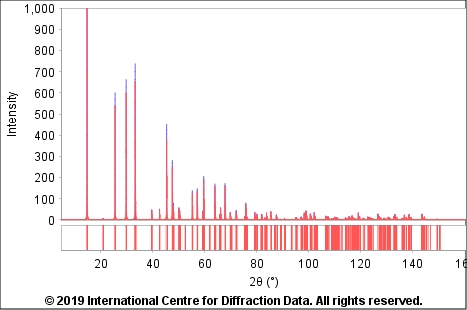 1,000
900
800
700
600
500
400
300
200
100
0
Intensity
20 40 60 80 100 120 140 16
2θ (°)
© 2019 International Centre for Diffraction Data. All rights reserved.